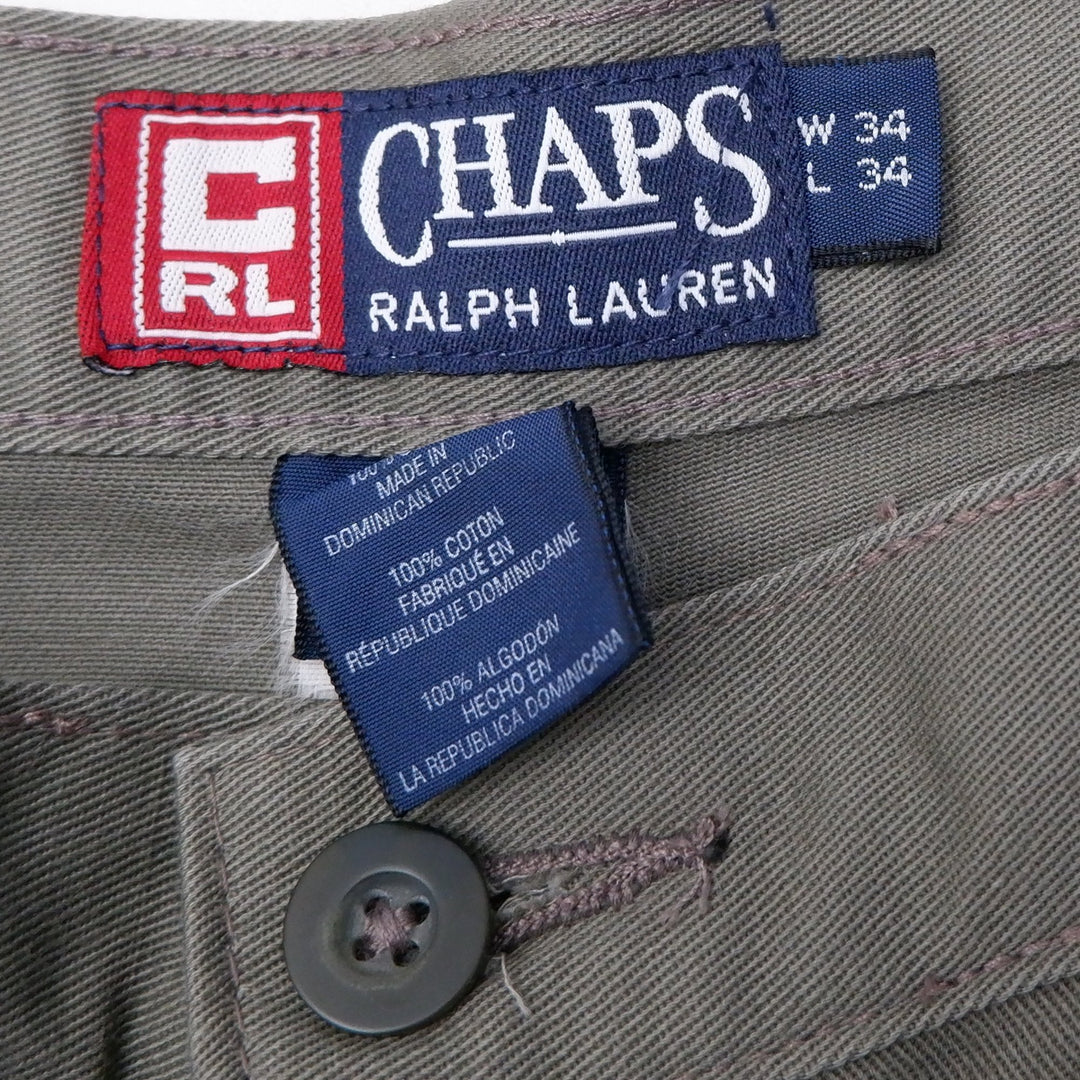 C
RL
CHAPS
RALPH LAUREN
W 34
L 34
100%
MADE IN
DOMINICAN REPUBLIC
100% COTON
FABRIQUÉ EN
RÉPUBLIQUE DOMINICAINE
100% ALGODÓN
HECHO EN
LA REPUBLICA DOMINICANA